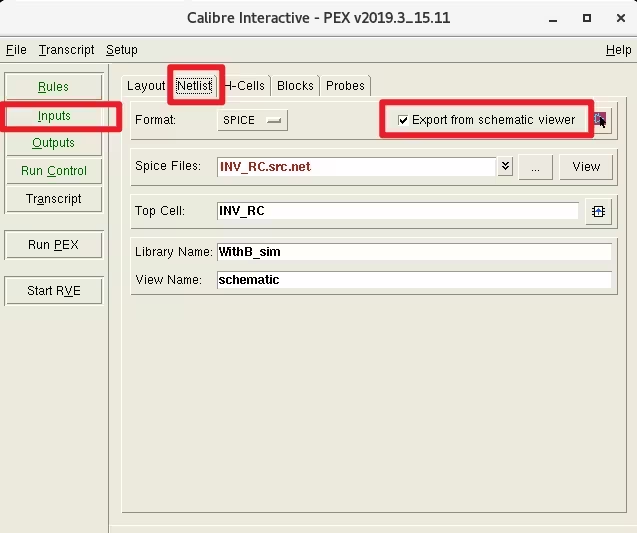 Calibre Interactive - PEX v2019.3_15.11
File Transcript Setup Help
Rules
Inputs
Outputs
Run Control
Transcript
Run PEX
Start RVE
Layout Netlist H-Cells Blocks Probes
Format: SPICE Export from schematic viewer
Spice Files: INV_RC.src.net ... View
Top Cell: INV_RC
Library Name: WithB_sim
View Name: schematic